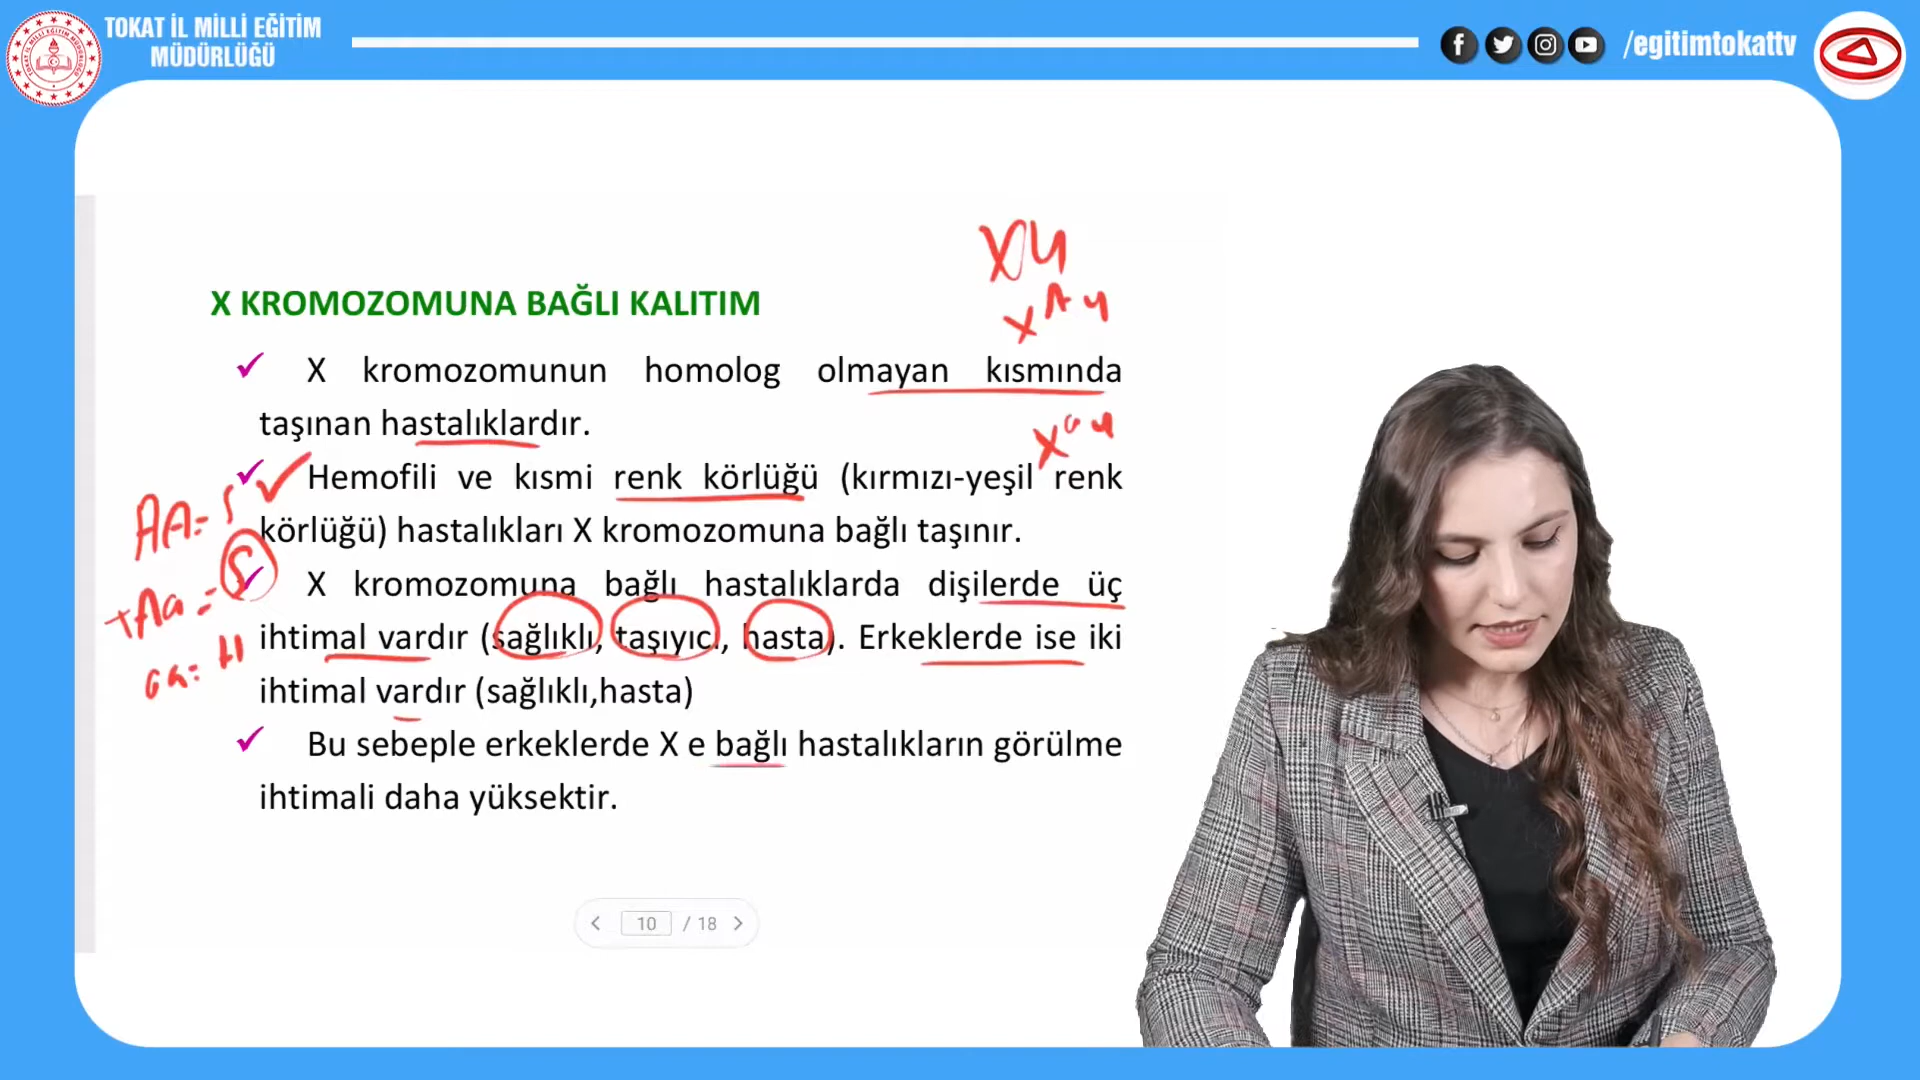 TOKAT İL MİLLİ EĞİTİM
MÜDÜRLÜĞÜ
/egitimtokattv
XY
X KROMOZOMUNA BAĞLI KALITIM
X^A Y
X kromozomunun homolog olmayan kısmında
taşınan hastalıklardır.
X^a Y
Hemofili ve kısmi renk körlüğü (kırmızı-yeşil renk
AA= S
körlüğü) hastalıkları X kromozomuna bağlı taşınır.
X kromozomuna bağlı hastalıklarda dişilerde üç
+Aa = S
ihtimal vardır (sağlıklı, taşıyıcı, hasta). Erkeklerde ise iki
aa= H
ihtimal vardır (sağlıklı,hasta)
Bu sebeple erkeklerde X e bağlı hastalıkların görülme
ihtimali daha yüksektir.
10 / 18